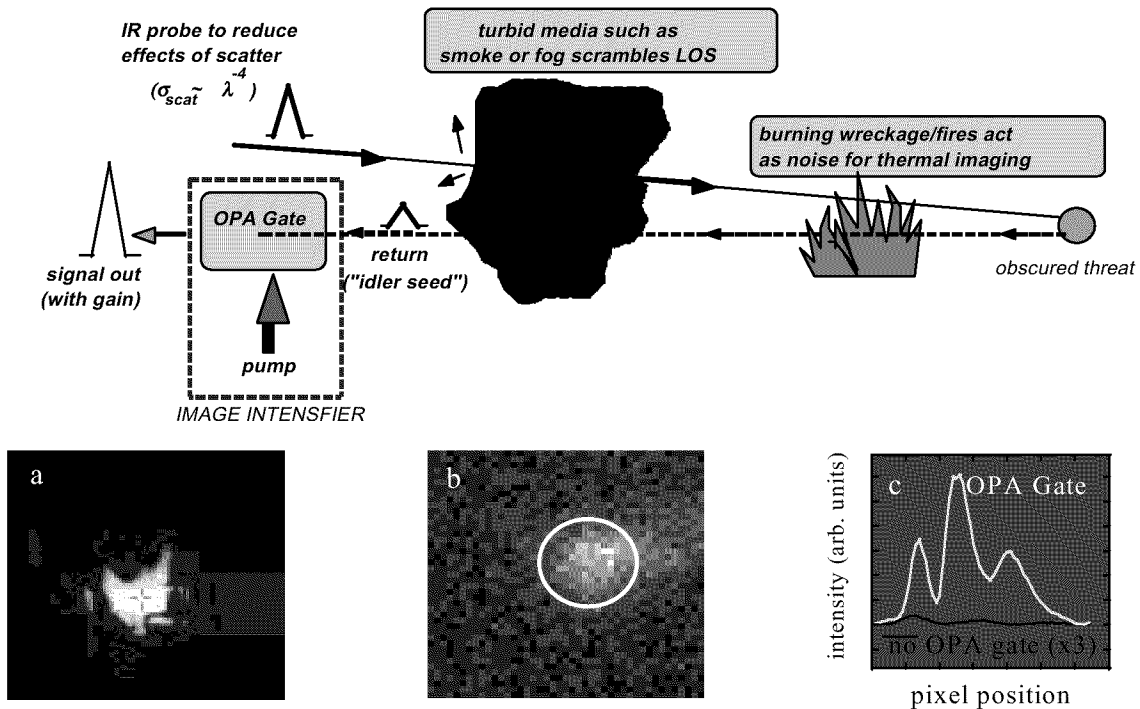 IR probe to reduce
effects of scatter
(σscat~ λ-4)
turbid media such as
smoke or fog scrambles LOS
burning wreckage/fires act
as noise for thermal imaging
OPA Gate
signal out
(with gain)
return
("idler seed")
obscured threat
pump
IMAGE INTENSFIER
a
b
c
OPA Gate
no OPA gate (x3)
intensity (arb. units)
pixel position